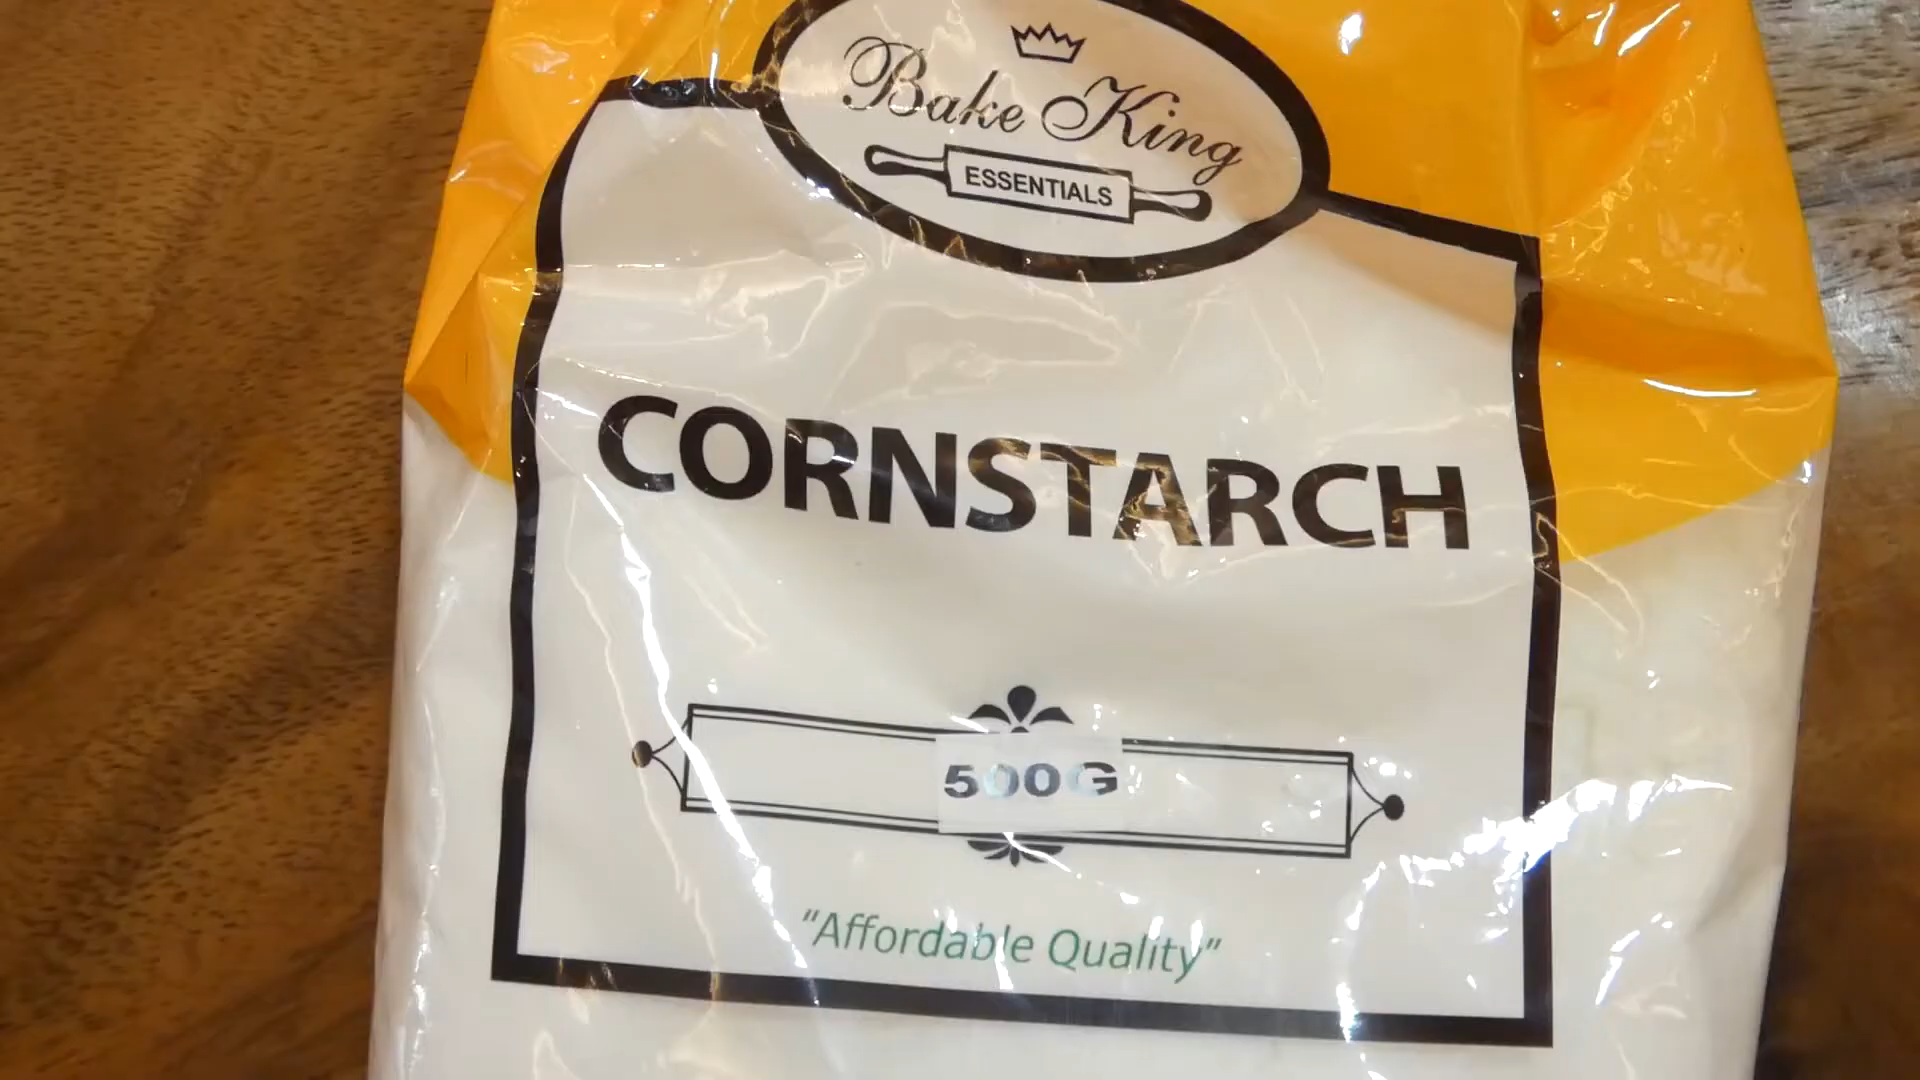 Bake King
ESSENTIALS
CORNSTARCH
500G
“Affordable Quality”